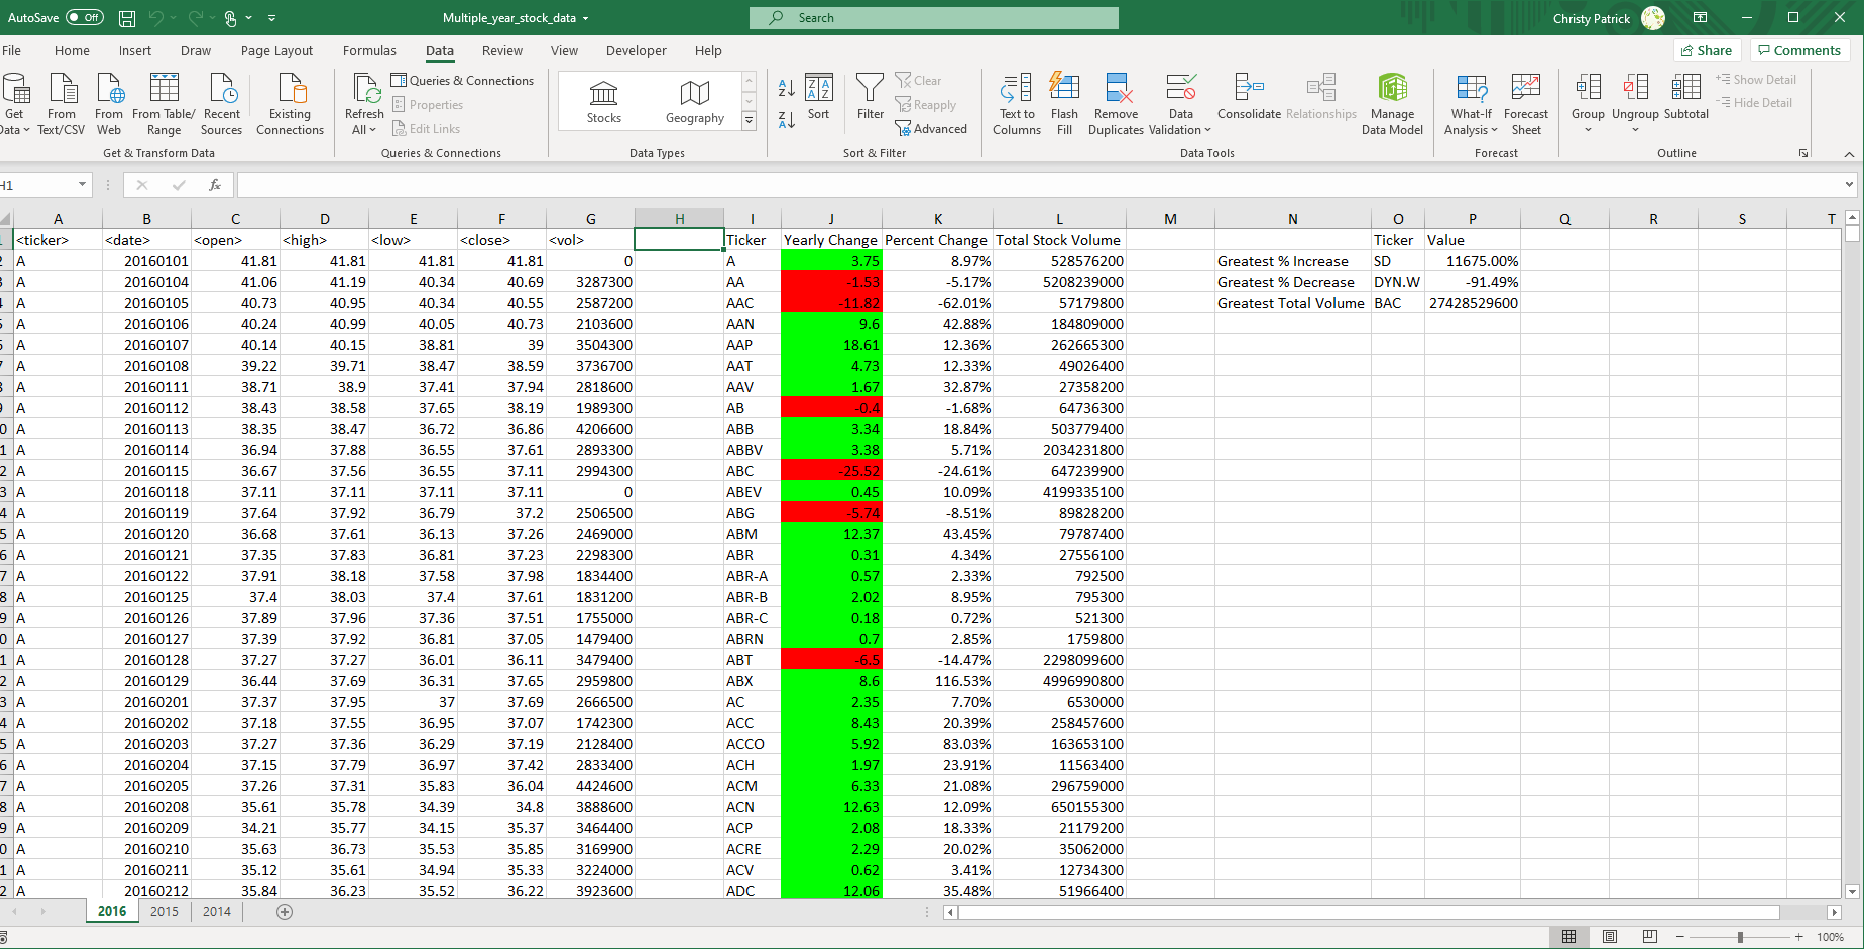 AutoSave Off Multiple_year_stock_data Search Christy Patrick
File Home Insert Draw Page Layout Formulas Data Review View Developer Help Share Comments
Get Data From Text/CSV From Web From Table/ Range Recent Sources Existing Connections
Get & Transform Data
Refresh All Queries & Connections Properties Edit Links
Queries & Connections
Stocks Geography
Data Types
Sort Filter Clear Reapply Advanced
Sort & Filter
Text to Columns Flash Fill Remove Duplicates Data Validation Consolidate Relationships Manage Data Model
Data Tools
What-If Analysis Forecast Sheet
Forecast
Group Ungroup Subtotal Show Detail Hide Detail
Outline
H1 fx
A B C D E F G H I J K L M N O P Q R S T
<ticker> <date> <open> <high> <low> <close> <vol> Ticker Yearly Change Percent Change Total Stock Volume Ticker Value
A 20160101 41.81 41.81 41.81 41.81 0 A 3.75 8.97% 528576200 Greatest % Increase SD 11675.00%
A 20160104 41.06 41.19 40.34 40.69 3287300 AA -1.53 -5.17% 5208239000 Greatest % Decrease DYN.W -91.49%
A 20160105 40.73 40.95 40.34 40.55 2587200 AAC -11.82 -62.01% 57179800 Greatest Total Volume BAC 27428529600
A 20160106 40.24 40.99 40.05 40.73 2103600 AAN 9.6 42.88% 184809000
A 20160107 40.14 40.15 38.81 39 3504300 AAP 18.61 12.36% 262665300
A 20160108 39.22 39.71 38.47 38.59 3736700 AAT 4.73 12.33% 49026400
A 20160111 38.71 38.9 37.41 37.94 2818600 AAV 1.67 32.87% 27358200
A 20160112 38.43 38.58 37.65 38.19 1989300 AB -0.4 -1.68% 64736300
A 20160113 38.35 38.47 36.72 36.86 4206600 ABB 3.34 18.84% 503779400
A 20160114 36.94 37.88 36.55 37.61 2893300 ABBV 3.38 5.71% 2034231800
A 20160115 36.67 37.56 36.55 37.11 2994300 ABC -25.52 -24.61% 647239900
A 20160118 37.11 37.11 37.11 37.11 0 ABEV 0.45 10.09% 4199335100
A 20160119 37.64 37.92 36.79 37.2 2506500 ABG -5.74 -8.51% 89828200
A 20160120 36.68 37.61 36.13 37.26 2469000 ABM 12.37 43.45% 79787400
A 20160121 37.35 37.83 36.81 37.23 2298300 ABR 0.31 4.34% 27556100
A 20160122 37.91 38.18 37.58 37.98 1834400 ABR-A 0.57 2.33% 792500
A 20160125 37.4 38.03 37.4 37.61 1831200 ABR-B 2.02 8.95% 795300
A 20160126 37.89 37.96 37.36 37.51 1755000 ABR-C 0.18 0.72% 521300
A 20160127 37.39 37.92 36.81 37.05 1479400 ABRN 0.7 2.85% 1759800
A 20160128 37.27 37.27 36.01 36.11 3479400 ABT -6.5 -14.47% 2298099600
A 20160129 36.44 37.69 36.31 37.65 2959800 ABX 8.6 116.53% 4996990800
A 20160201 37.37 37.95 37 37.69 2666500 AC 2.35 7.70% 6530000
A 20160202 37.18 37.55 36.95 37.07 1742300 ACC 8.43 20.39% 258457600
A 20160203 37.27 37.36 36.29 37.19 2128400 ACCO 5.92 83.03% 163653100
A 20160204 37.15 37.79 36.97 37.42 2833400 ACH 1.97 23.91% 11563400
A 20160205 37.26 37.31 35.83 36.04 4424600 ACM 6.33 21.08% 296759000
A 20160208 35.61 35.78 34.39 34.8 3888600 ACN 12.63 12.09% 650155300
A 20160209 34.21 35.77 34.15 35.37 3464400 ACP 2.08 18.33% 21179200
A 20160210 35.63 36.73 35.53 35.85 3169900 ACRE 2.29 20.02% 35062000
A 20160211 35.12 35.61 34.94 35.33 3224000 ACV 0.62 3.41% 12734300
A 20160212 35.84 36.23 35.52 36.22 3923600 ADC 12.06 35.48% 51966400
2016 2015 2014
100%